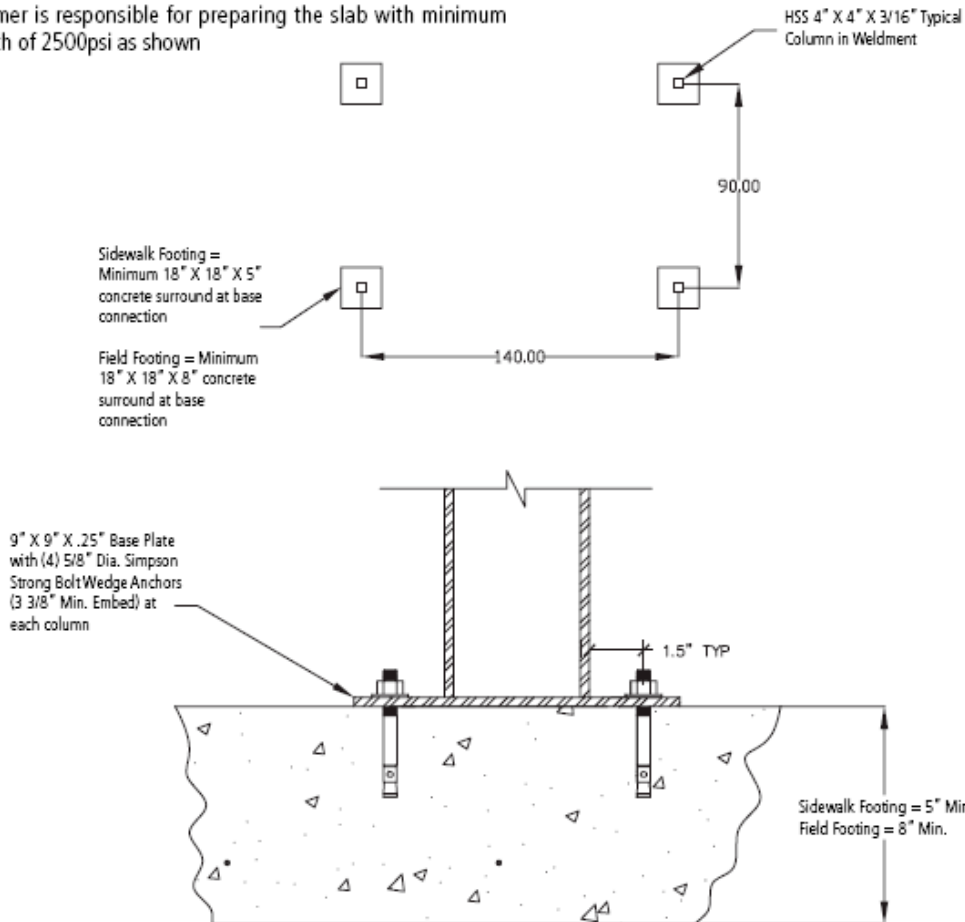 mer is responsible for preparing the slab with minimum
th of 2500psi as shown
HSS 4" X 4" X 3/16" Typical
Column in Weldment
90.00
Sidewalk Footing =
Minimum 18" X 18" X 5"
concrete surround at base
connection
Field Footing = Minimum
18" X 18" X 8" concrete
surround at base
connection
140.00
9" X 9" X .25" Base Plate
with (4) 5/8" Dia. Simpson
Strong Bolt Wedge Anchors
(3 3/8" Min. Embed) at
each column
1.5" TYP
Sidewalk Footing = 5" Min
Field Footing = 8" Min.